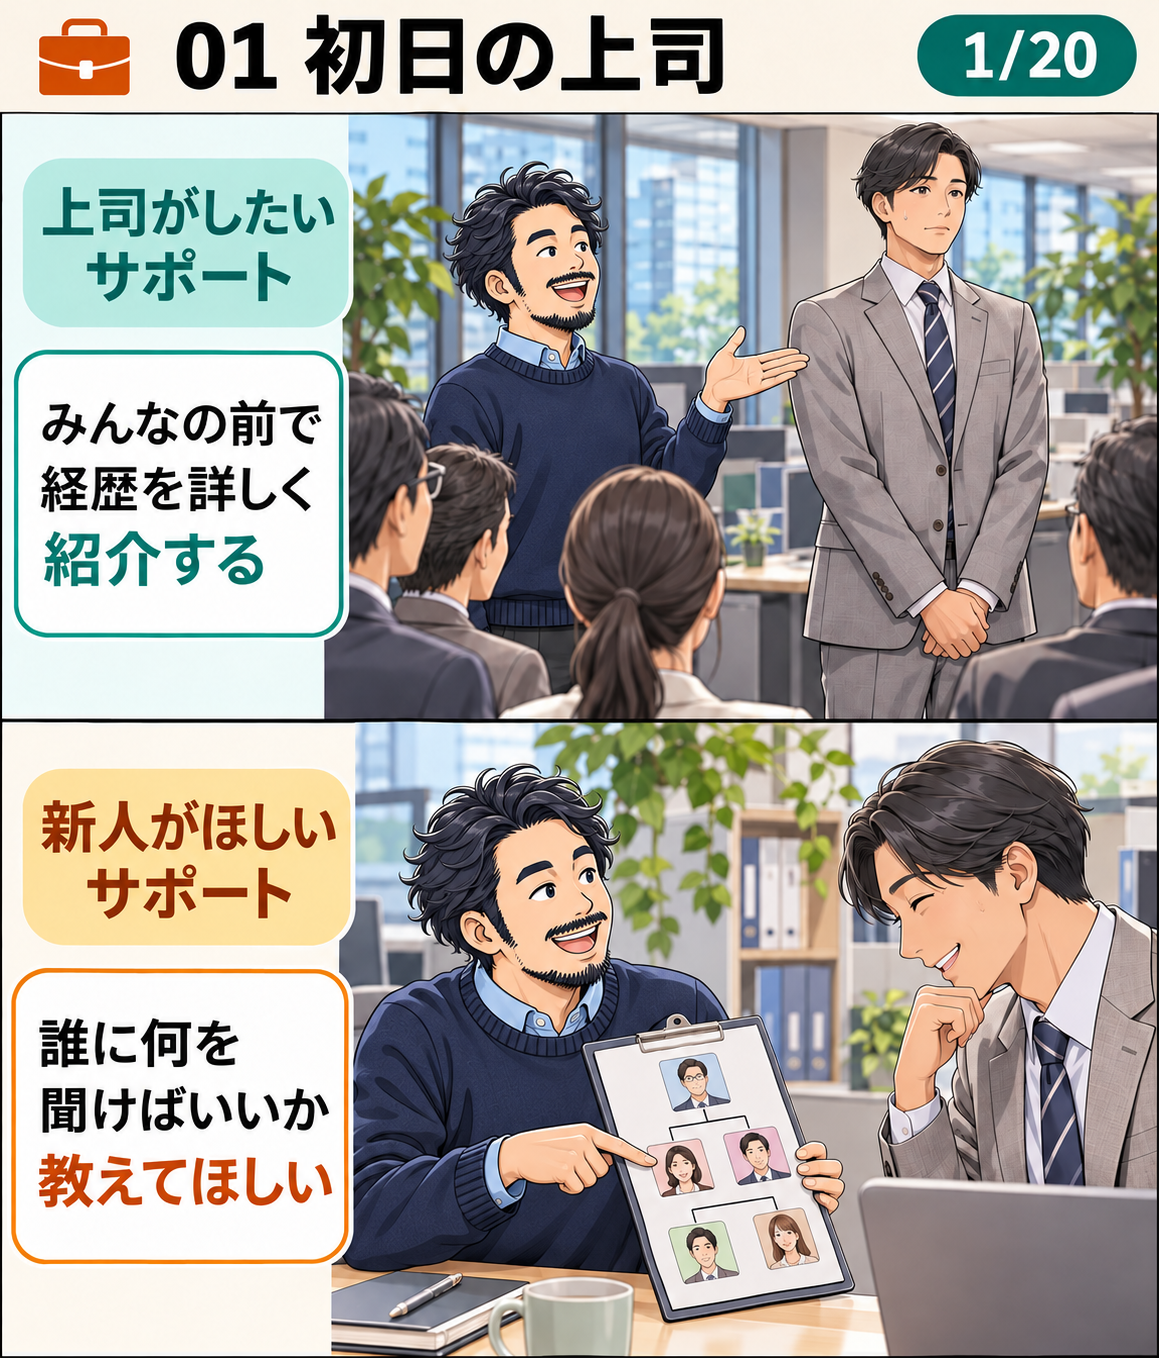 01 初日の上司
1/20
上司がしたい
サポート
みんなの前で
経歴を詳しく
紹介する
新人がほしい
サポート
誰に何を
聞けばいいか
教えてほしい